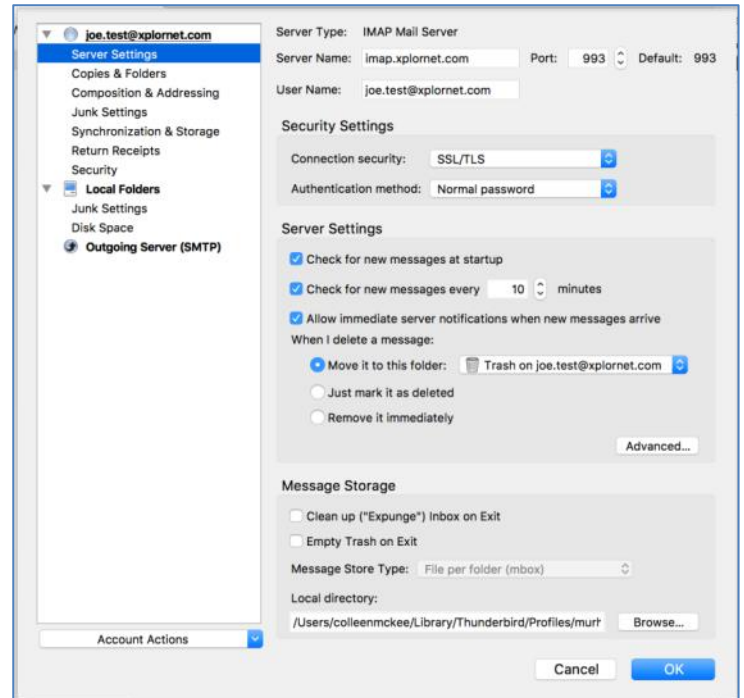 joe.test@xplornet.com
Server Settings
Copies & Folders
Composition & Addressing
Junk Settings
Synchronization & Storage
Return Receipts
Security
Local Folders
Junk Settings
Disk Space
Outgoing Server (SMTP)
Account Actions
Server Type: IMAP Mail Server
Server Name: imap.xplornet.com Port: 993 Default: 993
User Name: joe.test@xplornet.com
Security Settings
Connection security: SSL/TLS
Authentication method: Normal password
Server Settings
Check for new messages at startup
Check for new messages every 10 minutes
Allow immediate server notifications when new messages arrive
When I delete a message:
Move it to this folder: Trash on joe.test@xplornet.com
Just mark it as deleted
Remove it immediately
Advanced...
Message Storage
Clean up ("Expunge") Inbox on Exit
Empty Trash on Exit
Message Store Type: File per folder (mbox)
Local directory:
/Users/colleenmckee/Library/Thunderbird/Profiles/murh Browse...
Cancel OK